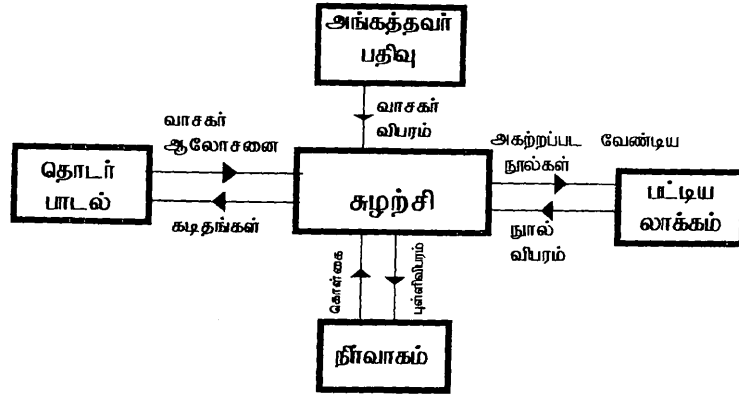 அங்கத்தவர்
பதிவு
வாசகர்
விபரம்
வாசகர்
ஆலோசனை
தொடர்
பாடல்
கடிதங்கள்
சுழற்சி
அகற்றப்பட வேண்டிய
நூல்கள்
நூல்
விபரம்
பட்டிய
லாக்கம்
கொள்கை
புள்ளிவிபரம்
நிர்வாகம்